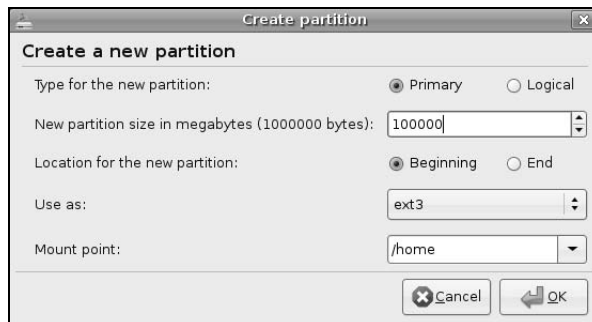 Create partition
Create a new partition
Type for the new partition: Primary Logical
New partition size in megabytes (1000000 bytes): 100000
Location for the new partition: Beginning End
Use as: ext3
Mount point: /home
Cancel OK